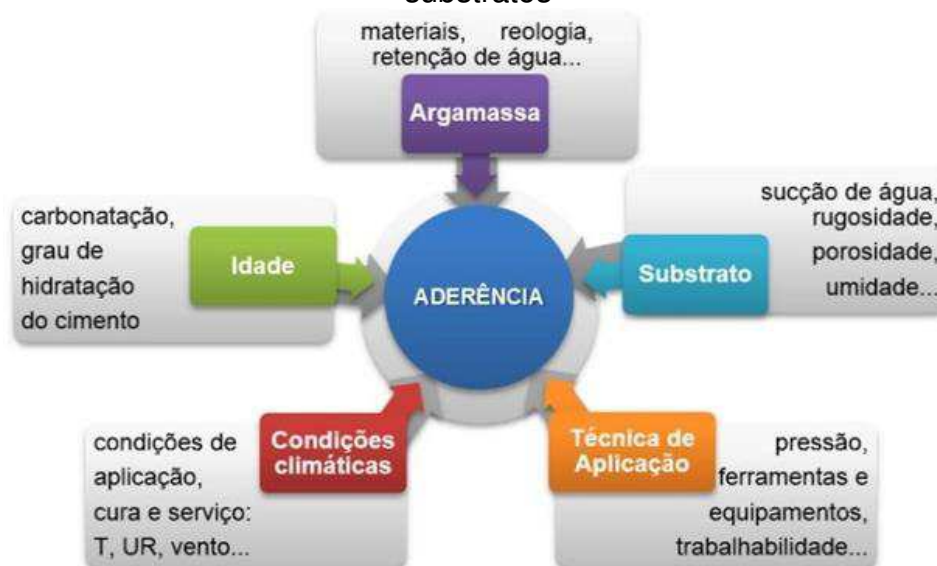 substratos
materiais, reologia,
retenção de água...
Argamassa
sucção de água,
rugosidade,
porosidade,
umidade...
Substrato
carbonatação,
grau de
hidratação
do cimento
Idade
ADERÊNCIA
condições de
aplicação,
cura e serviço:
T, UR, vento...
Condições
climáticas
Técnica de
Aplicação
pressão,
ferramentas e
equipamentos,
trabalhabilidade...